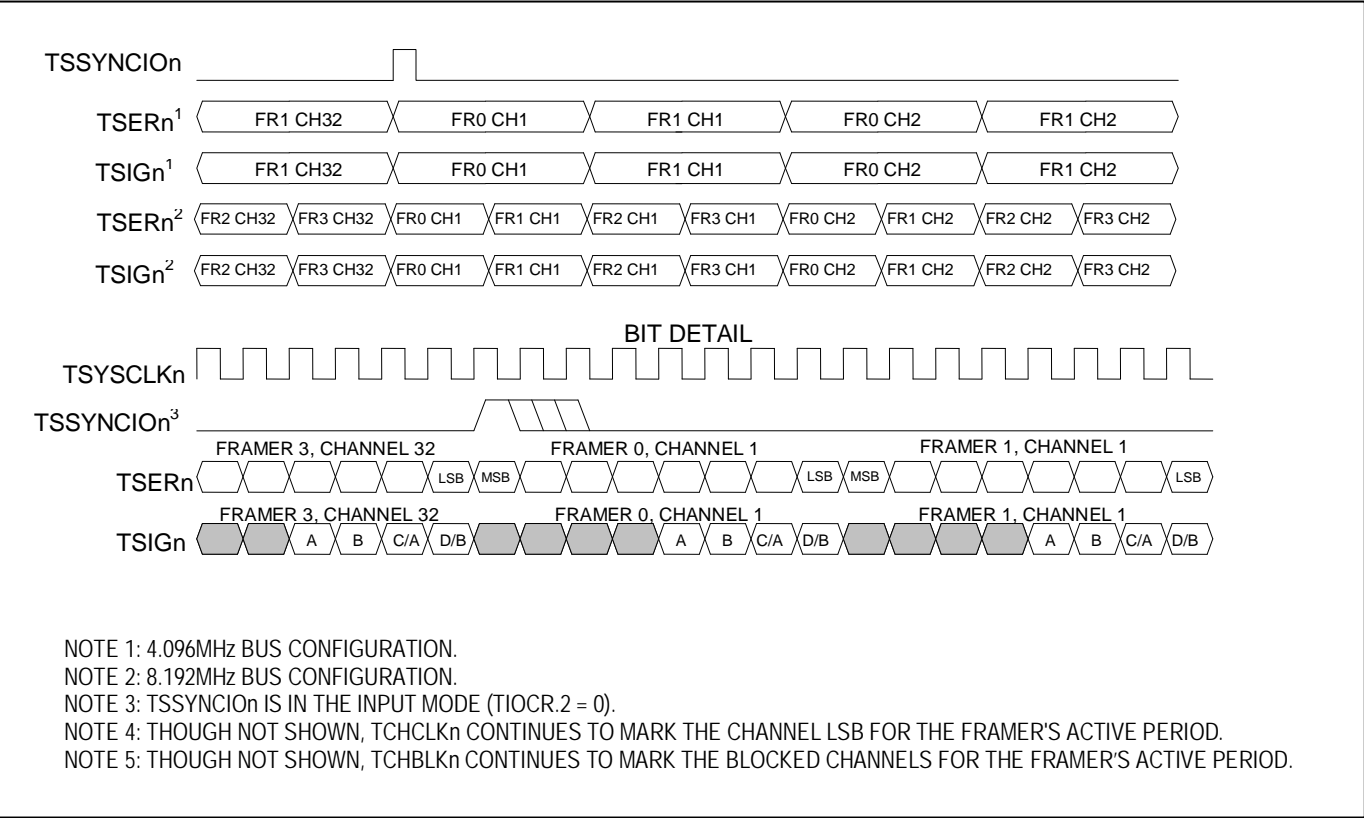 TSSYNCIOn
TSERn1 FR1 CH32 FR0 CH1 FR1 CH1 FR0 CH2 FR1 CH2
TSIGn1 FR1 CH32 FR0 CH1 FR1 CH1 FR0 CH2 FR1 CH2
TSERn2 FR2 CH32 FR3 CH32 FR0 CH1 FR1 CH1 FR2 CH1 FR3 CH1 FR0 CH2 FR1 CH2 FR2 CH2 FR3 CH2
TSIGn2 FR2 CH32 FR3 CH32 FR0 CH1 FR1 CH1 FR2 CH1 FR3 CH1 FR0 CH2 FR1 CH2 FR2 CH2 FR3 CH2
BIT DETAIL
TSYSCLKn
TSSYNCIOn3
FRAMER 3, CHANNEL 32 FRAMER 0, CHANNEL 1 FRAMER 1, CHANNEL 1
TSERn LSB MSB LSB MSB LSB
FRAMER 3, CHANNEL 32 FRAMER 0, CHANNEL 1 FRAMER 1, CHANNEL 1
TSIGn A B C/A D/B A B C/A D/B A B C/A D/B
NOTE 1: 4.096MHz BUS CONFIGURATION.
NOTE 2: 8.192MHz BUS CONFIGURATION.
NOTE 3: TSSYNCIOn IS IN THE INPUT MODE (TIOCR.2 = 0).
NOTE 4: THOUGH NOT SHOWN, TCHCLKn CONTINUES TO MARK THE CHANNEL LSB FOR THE FRAMER'S ACTIVE PERIOD.
NOTE 5: THOUGH NOT SHOWN, TCHBLKn CONTINUES TO MARK THE BLOCKED CHANNELS FOR THE FRAMER’S ACTIVE PERIOD.